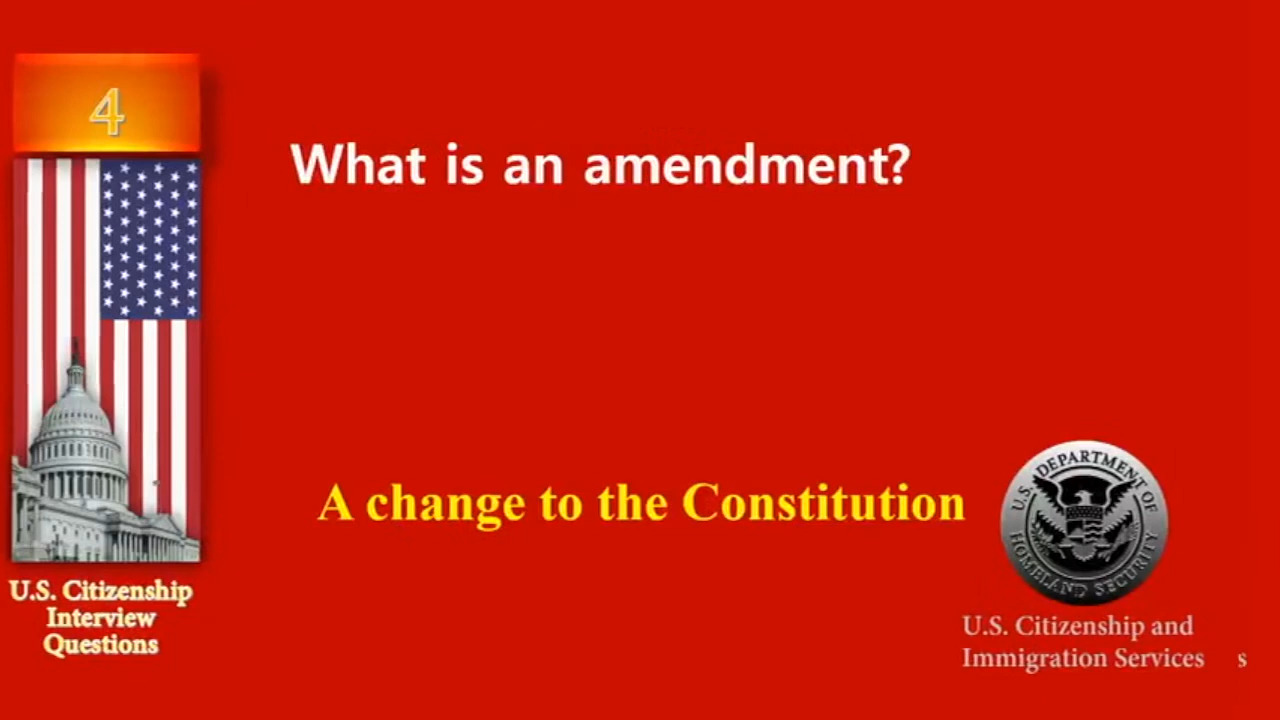 4
What is an amendment?
A change to the Constitution
U.S. DEPARTMENT OF
HOMELAND SECURITY
U.S. Citizenship
Interview
Questions
U.S. Citizenship and
Immigration Services s